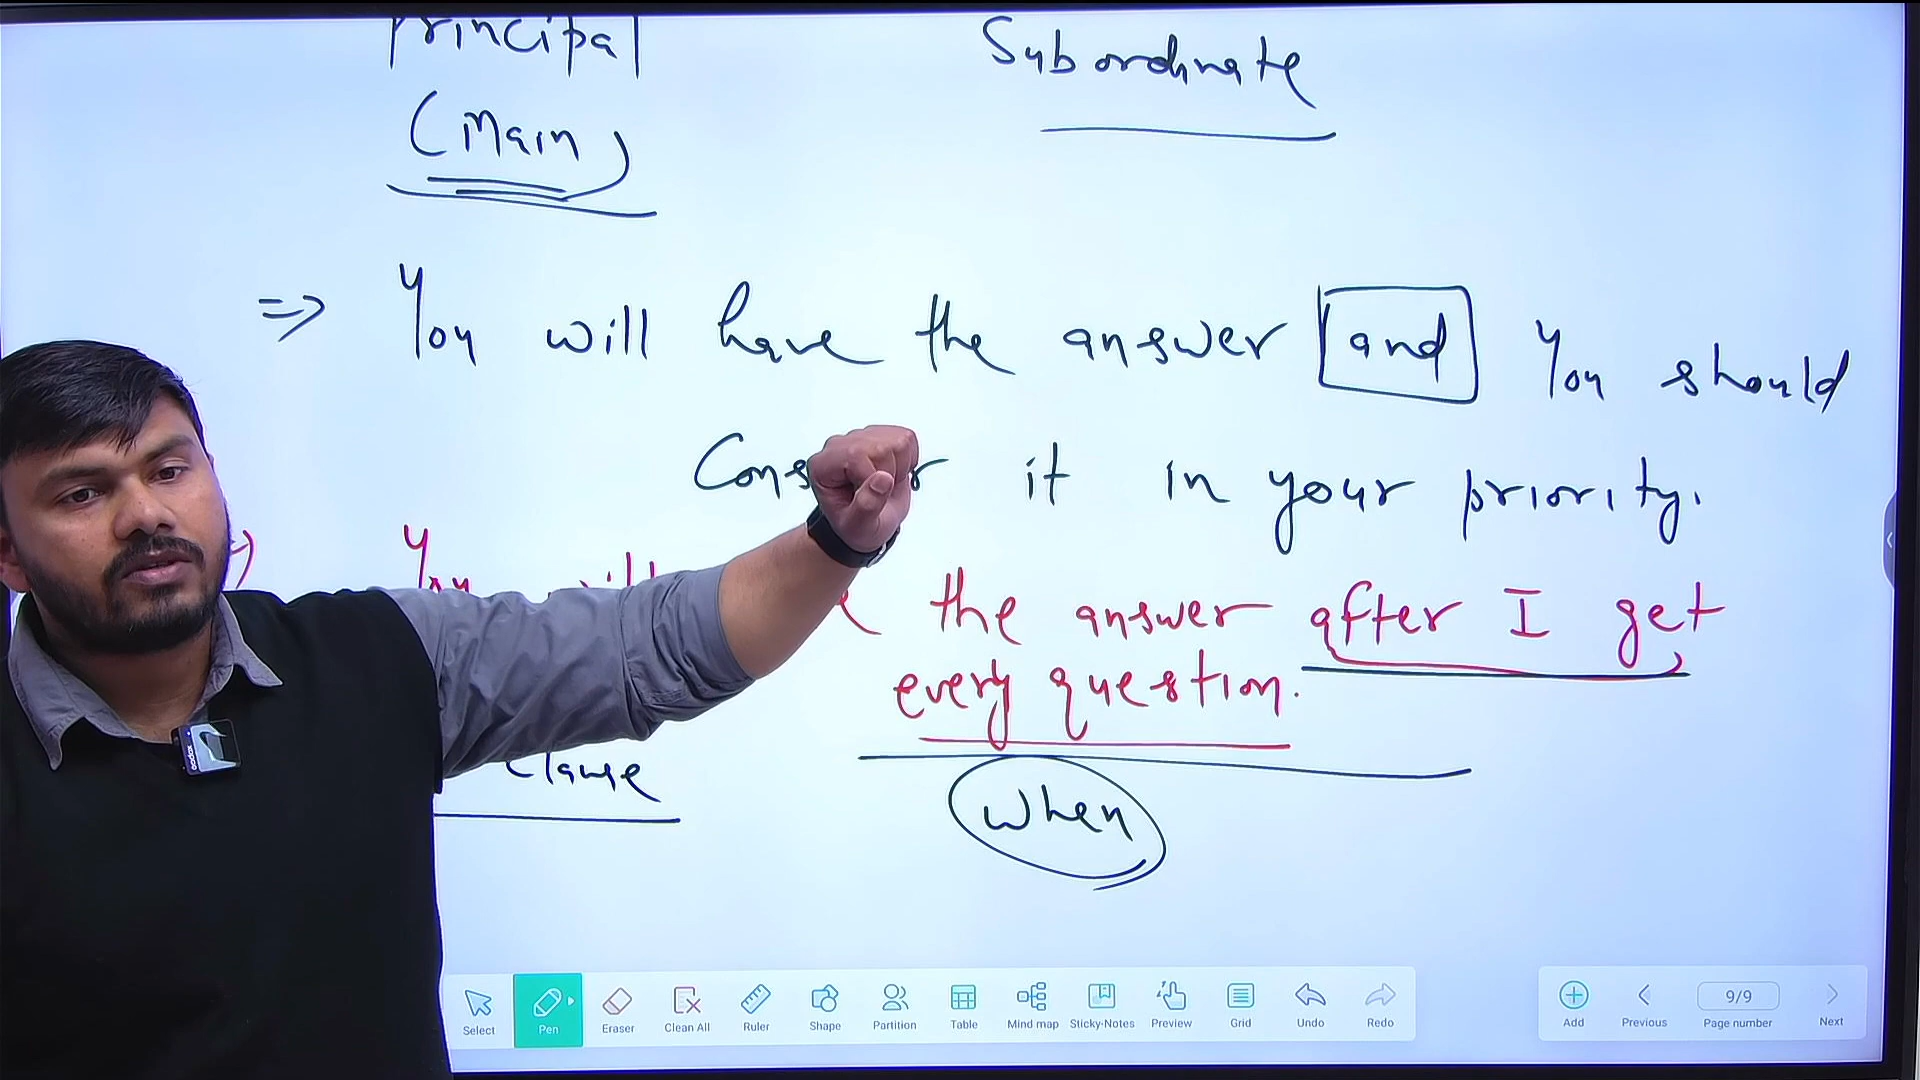 Principal
Subordinate
(Main)
=> You will have the answer and You should
it in your priority.
You the answer after I get
every question.
Clause
When
Select
Pen
Eraser
Clean All
Ruler
Shape
Partition
Table
Mind map
Sticky-Notes
Preview
Grid
Undo
Redo
Add
Previous
9/9
Page number
Next